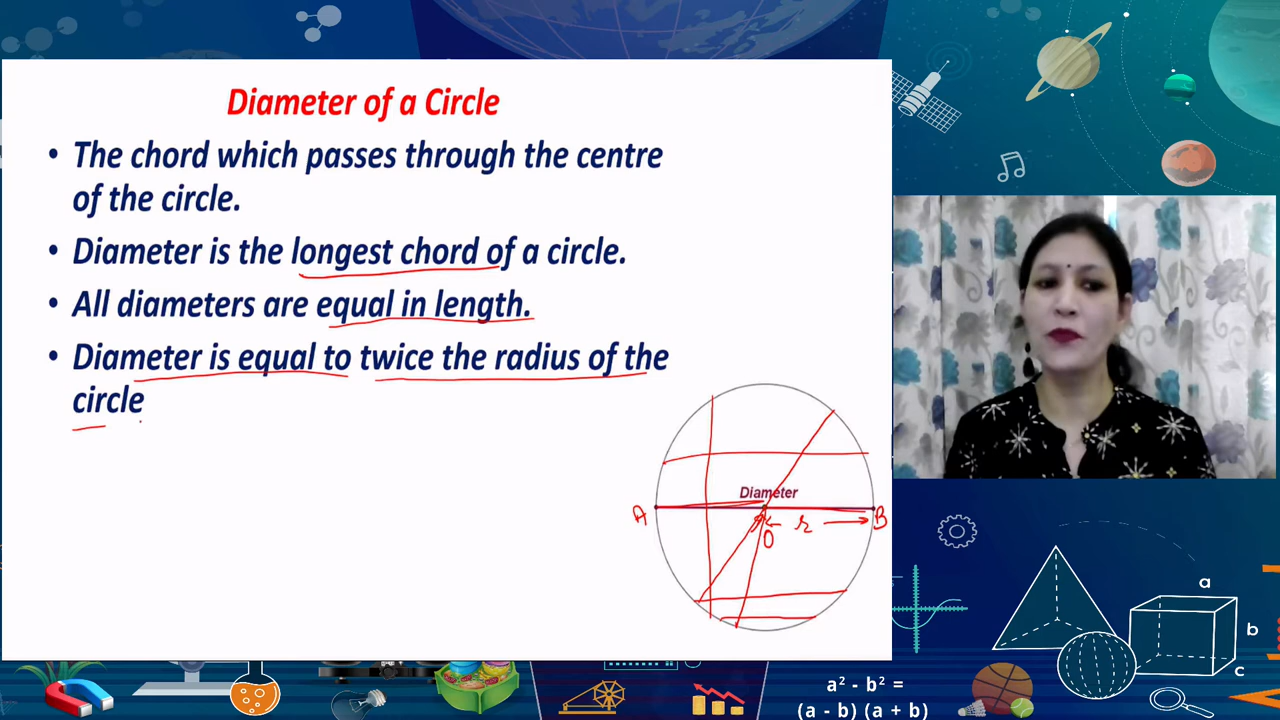 Diameter of a Circle
• The chord which passes through the centre
of the circle.
• Diameter is the longest chord of a circle.
• All diameters are equal in length.
• Diameter is equal to twice the radius of the
circle
Diameter
A
r
B
O
a
b
c
a² - b² =
(a - b) (a + b)